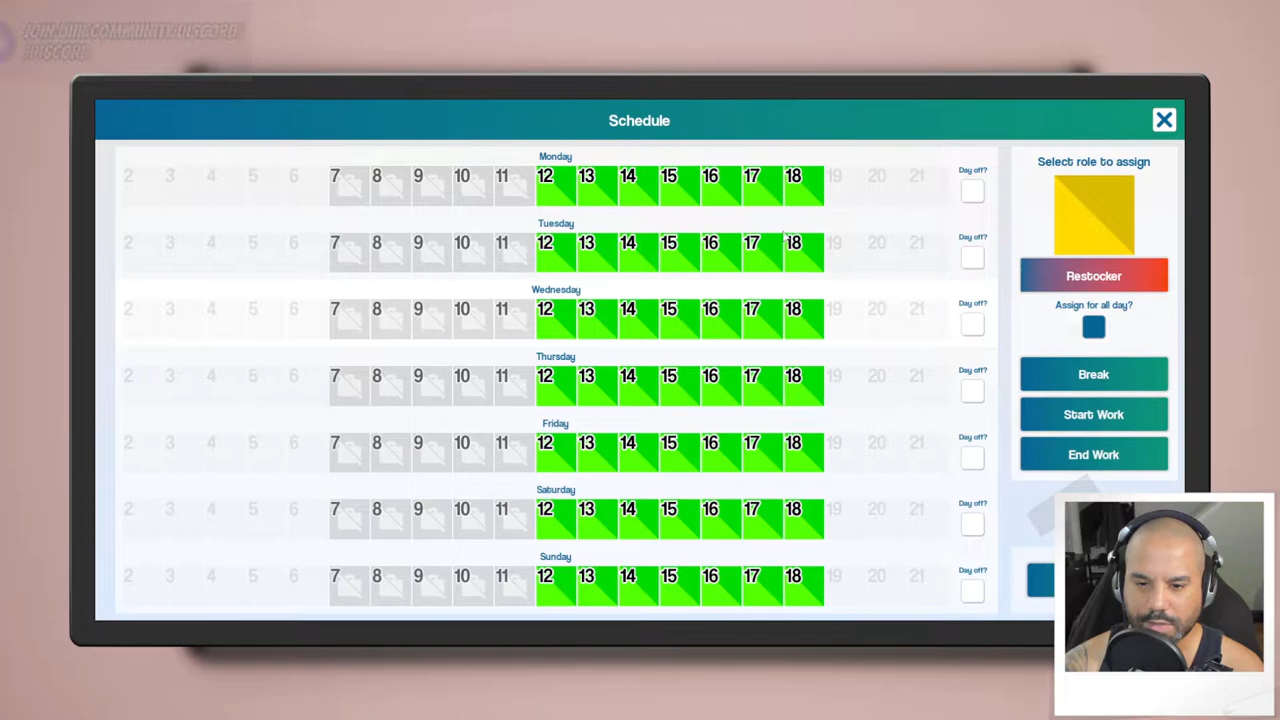 JOIN OUR COMMUNITY DISCORD
!DISCORD
Schedule
Monday
2 3 4 5 6 7 8 9 10 11 12 13 14 15 16 17 18 19 20 21
Day off?
Tuesday
2 3 4 5 6 7 8 9 10 11 12 13 14 15 16 17 18 19 20 21
Day off?
Wednesday
2 3 4 5 6 7 8 9 10 11 12 13 14 15 16 17 18 19 20 21
Day off?
Thursday
2 3 4 5 6 7 8 9 10 11 12 13 14 15 16 17 18 19 20 21
Day off?
Friday
2 3 4 5 6 7 8 9 10 11 12 13 14 15 16 17 18 19 20 21
Day off?
Saturday
2 3 4 5 6 7 8 9 10 11 12 13 14 15 16 17 18 19 20 21
Day off?
Sunday
2 3 4 5 6 7 8 9 10 11 12 13 14 15 16 17 18 19 20 21
Day off?
Select role to assign
Restocker
Assign for all day?
Break
Start Work
End Work